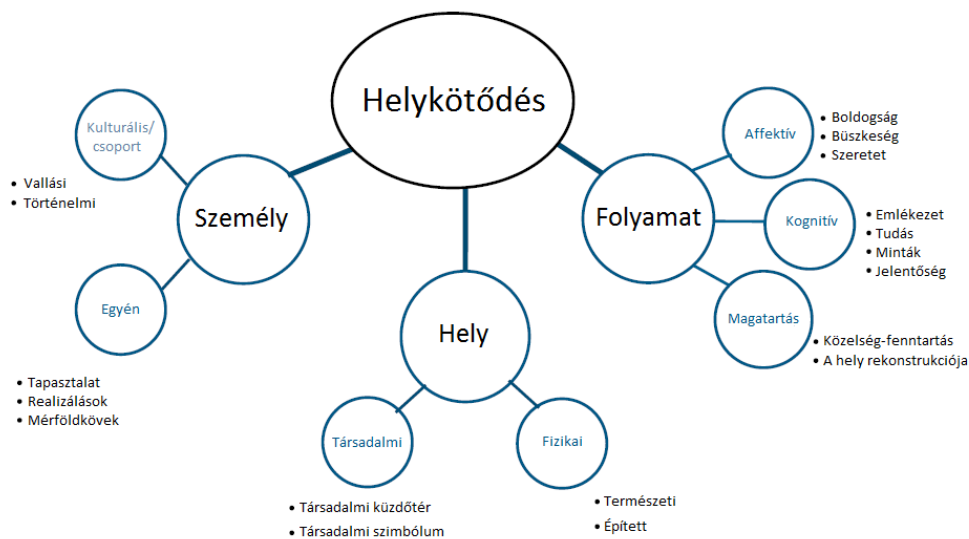 Helykötődés
Kulturális/
csoport
• Vallási
• Történelmi
Személy
Egyén
• Tapasztalat
• Realizálások
• Mérföldkövek
Hely
Társadalmi
• Társadalmi küzdőtér
• Társadalmi szimbólum
Fizikai
• Természeti
• Épített
Folyamat
Affektív
• Boldogság
• Büszkeség
• Szeretet
Kognitív
• Emlékezet
• Tudás
• Minták
• Jelentőség
Magatartás
• Közelség-fenntartás
• A hely rekonstrukciója